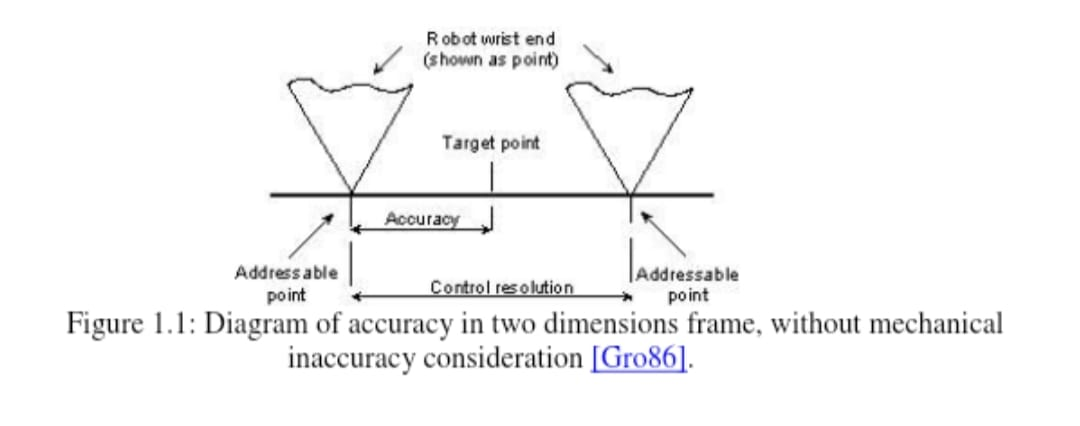 Robot wrist end
(shown as point)
Target point
Accuracy
Addressable
point
Control resolution
Addressable
point
Figure 1.1: Diagram of accuracy in two dimensions frame, without mechanical
inaccuracy consideration [Gro86].